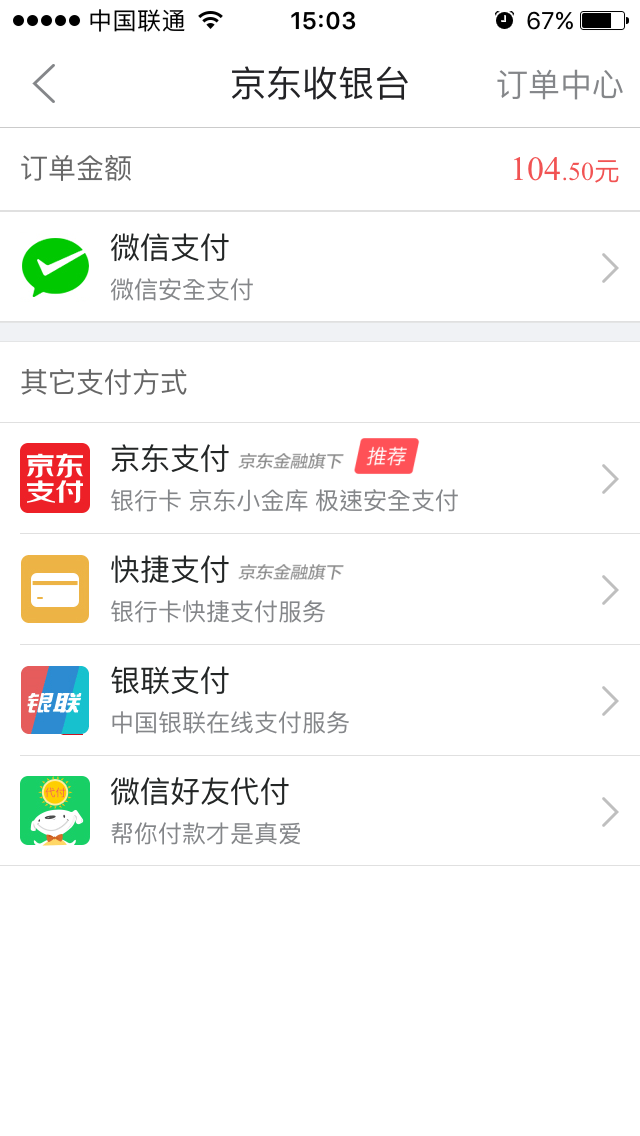 中国联通 15:03 67%
京东收银台 订单中心
订单金额 104.50元
微信支付
微信安全支付
其它支付方式
京东支付
京东支付 京东金融旗下 推荐
银行卡 京东小金库 极速安全支付
快捷支付 京东金融旗下
银行卡快捷支付服务
银联
银联支付
中国银联在线支付服务
代付
微信好友代付
帮你付款才是真爱